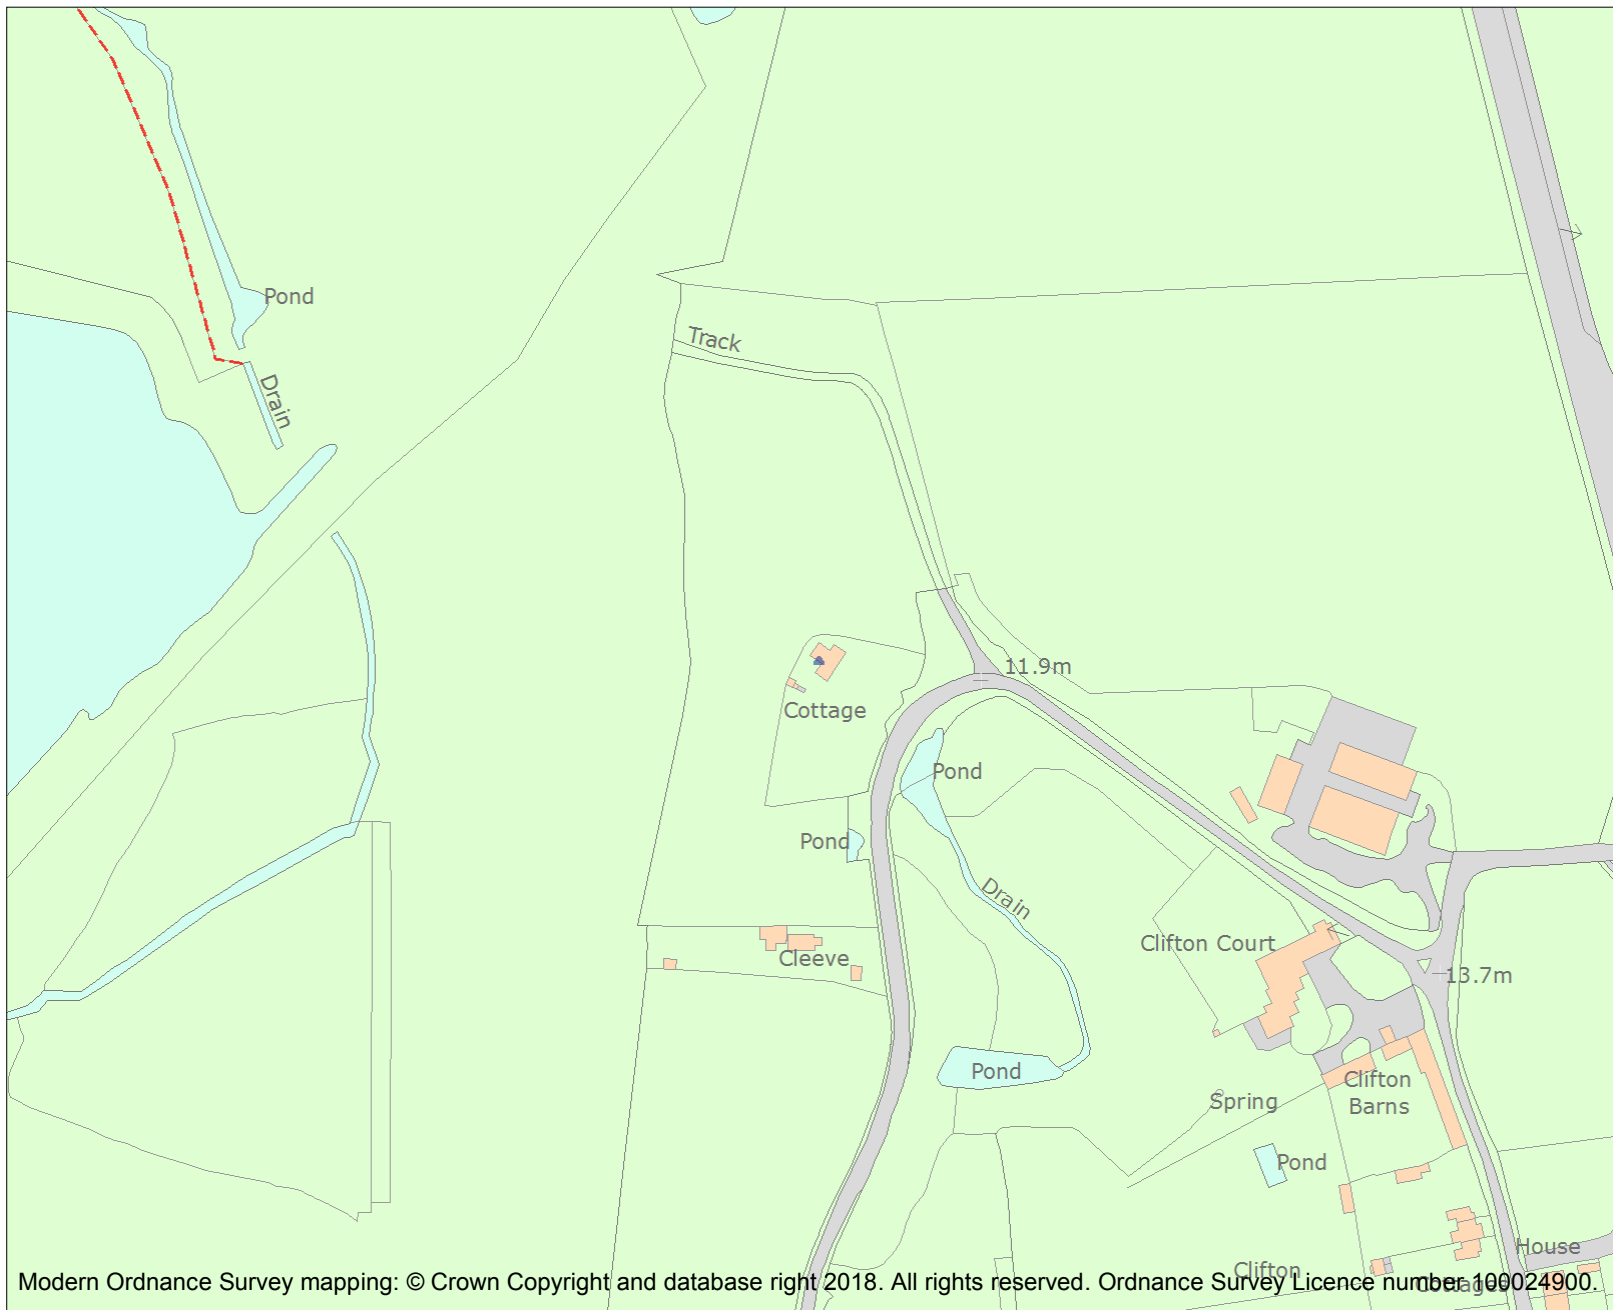 Pond
Track
Drain
11.9m
Cottage
Pond
Pond
Drain
Clifton Court
Cleeve
13.7m
Pond
Clifton
Barns
Spring
Pond
House
Clifton
Cottages
Modern Ordnance Survey mapping: © Crown Copyright and database right 2018. All rights reserved. Ordnance Survey Licence number 100024900.